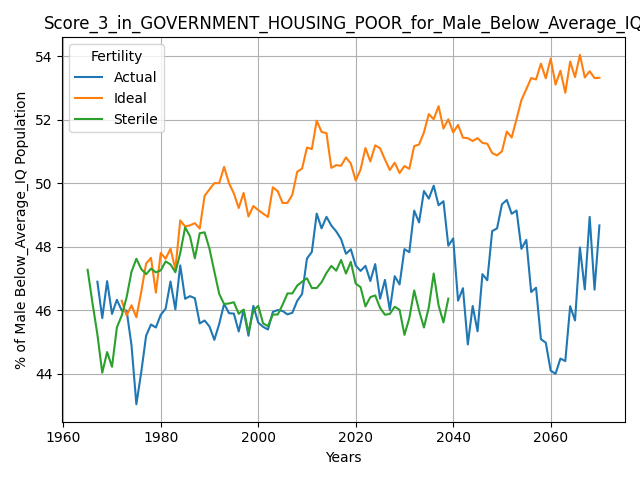 Score_3_in_GOVERNMENT_HOUSING_POOR_for_Male_Below_Average_IQ
Fertility
Actual
Ideal
Sterile
% of Male Below_Average_IQ Population
54
52
50
48
46
44
1960
1980
2000
2020
2040
2060
Years